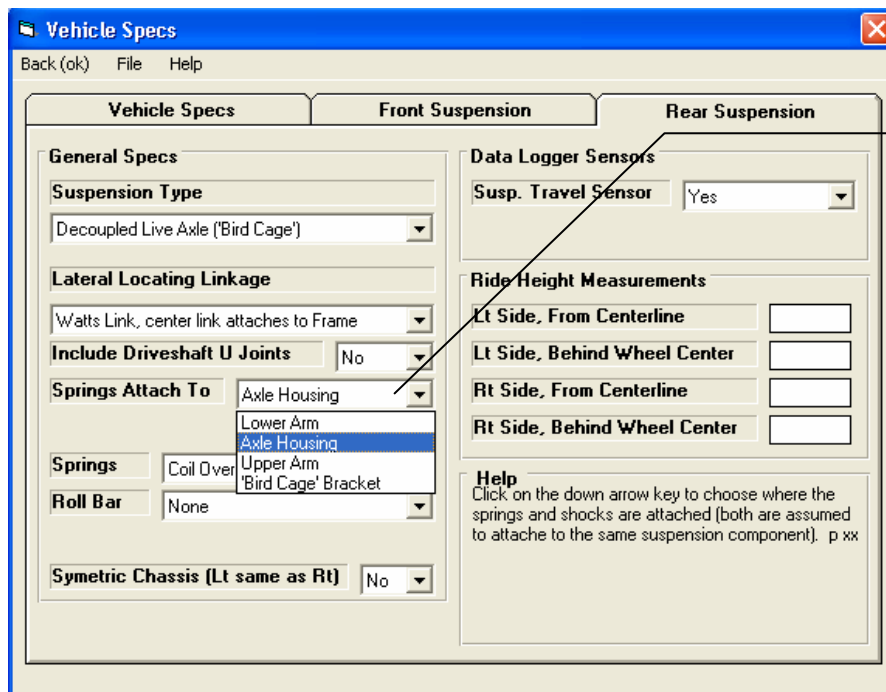 Vehicle Specs
Back (ok) File Help
Vehicle Specs Front Suspension Rear Suspension
General Specs
Suspension Type
Decoupled Live Axle ('Bird Cage')
Lateral Locating Linkage
Watts Link, center link attaches to Frame
Include Driveshaft U Joints No
Springs Attach To Axle Housing
Lower Arm
Axle Housing
Upper Arm
'Bird Cage' Bracket
Springs Coil Over
Roll Bar None
Symetric Chassis (Lt same as Rt) No
Data Logger Sensors
Susp. Travel Sensor Yes
Ride Height Measurements
Lt Side, From Centerline
Lt Side, Behind Wheel Center
Rt Side, From Centerline
Rt Side, Behind Wheel Center
Help
Click on the down arrow key to choose where the
springs and shocks are attached (both are assumed
to attache to the same suspension component). p xx